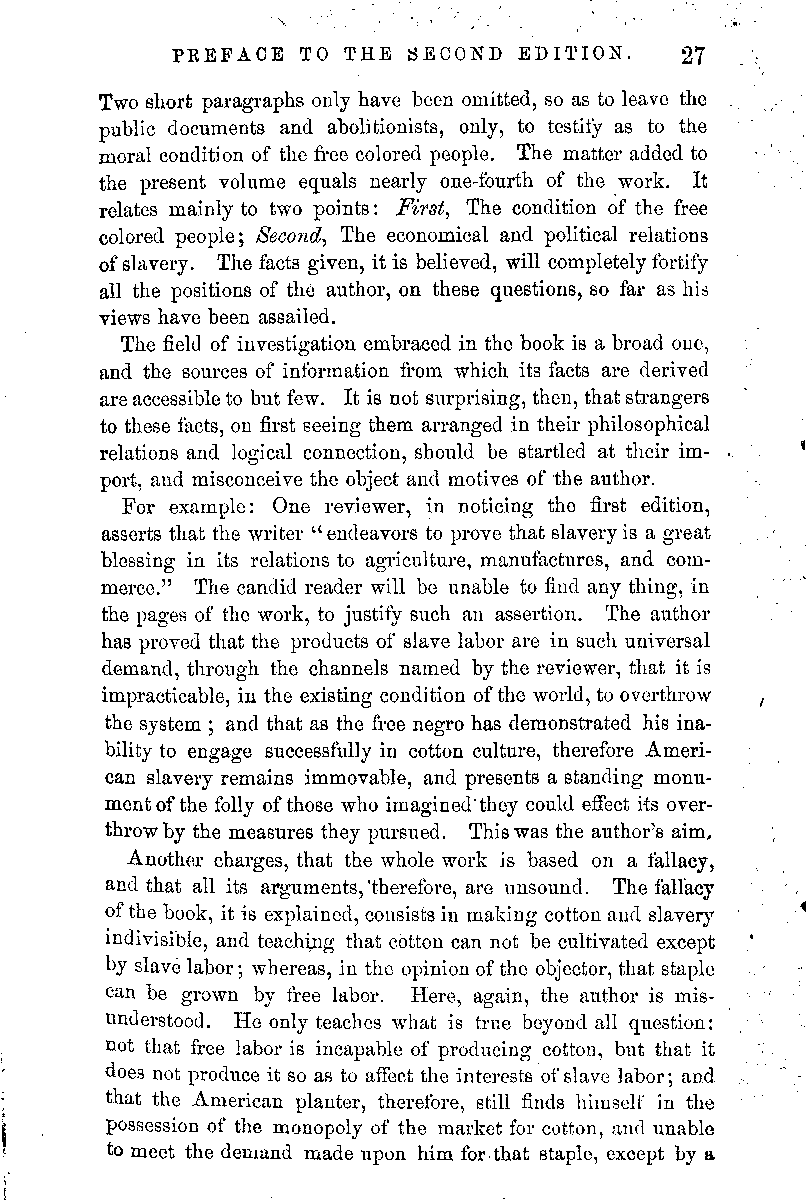 PREFACE TO THE SECOND EDITION. 27
Two short paragraphs only have been omitted, so as to leave the
public documents and abolitionists, only, to testify as to the
moral condition of the free colored people. The matter added to
the present volume equals nearly one-fourth of the work. It
relates mainly to two points: First, The condition of the free
colored people; Second, The economical and political relations
of slavery. The facts given, it is believed, will completely fortify
all the positions of the author, on these questions, so far as his
views have been assailed.
The field of investigation embraced in the book is a broad one,
and the sources of information from which its facts are derived
are accessible to but few. It is not surprising, then, that strangers
to these facts, on first seeing them arranged in their philosophical
relations and logical connection, should be startled at their im-
port, and misconceive the object and motives of the author.
For example: One reviewer, in noticing the first edition,
asserts that the writer "endeavors to prove that slavery is a great
blessing in its relations to agriculture, manufactures, and com-
merce." The candid reader will be unable to find any thing, in
the pages of the work, to justify such an assertion. The author
has proved that the products of slave labor are in such universal
demand, through the channels named by the reviewer, that it is
impracticable, in the existing condition of the world, to overthrow
the system ; and that as the free negro has demonstrated his ina-
bility to engage successfully in cotton culture, therefore Ameri-
can slavery remains immovable, and presents a standing monu-
ment of the folly of those who imagined they could effect its over-
throw by the measures they pursued. This was the author's aim.
Another charges, that the whole work is based on a fallacy,
and that all its arguments, therefore, are unsound. The fallacy
of the book, it is explained, consists in making cotton and slavery
indivisible, and teaching that cotton can not be cultivated except
by slave labor; whereas, in the opinion of the objector, that staple
can be grown by free labor. Here, again, the author is mis-
understood. He only teaches what is true beyond all question:
not that free labor is incapable of producing cotton, but that it
does not produce it so as to affect the interests of slave labor; and
that the American planter, therefore, still finds himself in the
possession of the monopoly of the market for cotton, and unable
to meet the demand made upon him for that staple, except by a